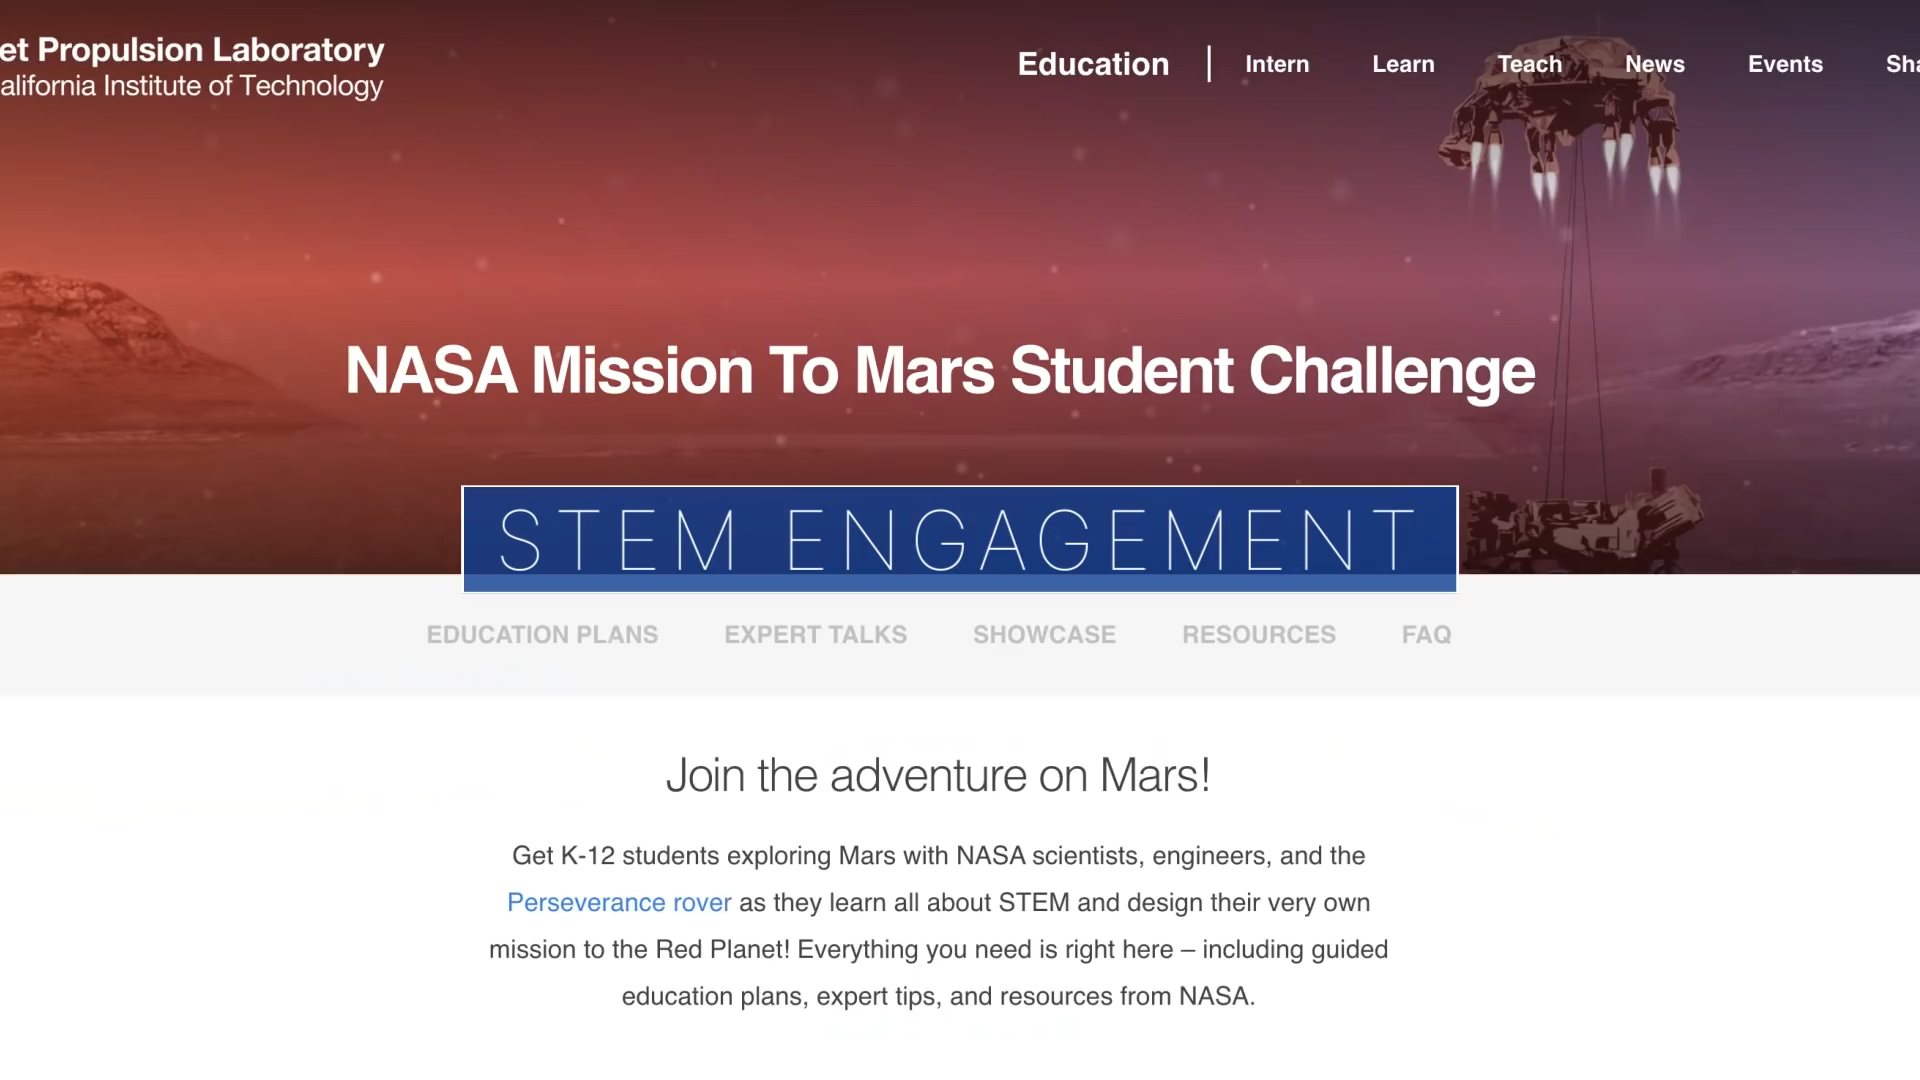 et Propulsion Laboratory
alifornia Institute of Technology
Education | Intern Learn Teach News Events Sha
NASA Mission To Mars Student Challenge
STEM ENGAGEMENT
EDUCATION PLANS EXPERT TALKS SHOWCASE RESOURCES FAQ
Join the adventure on Mars!
Get K-12 students exploring Mars with NASA scientists, engineers, and the
Perseverance rover as they learn all about STEM and design their very own
mission to the Red Planet! Everything you need is right here – including guided
education plans, expert tips, and resources from NASA.